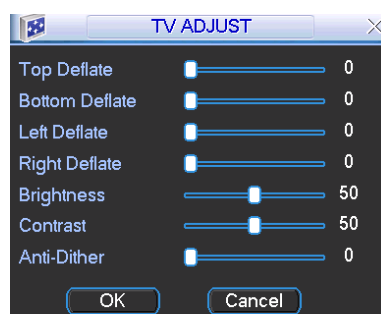 TV ADJUST
Top Deflate 0
Bottom Deflate 0
Left Deflate 0
Right Deflate 0
Brightness 50
Contrast 50
Anti-Dither 0
OK Cancel